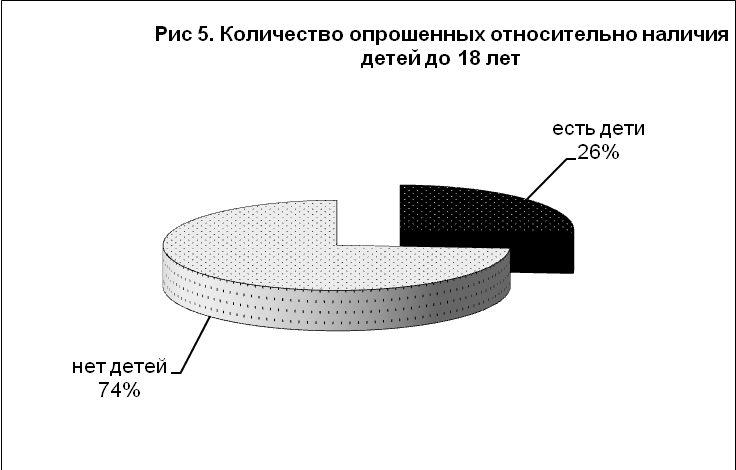 Рис 5. Количество опрошенных относительно наличия
детей до 18 лет
есть дети
26%
нет детей
74%